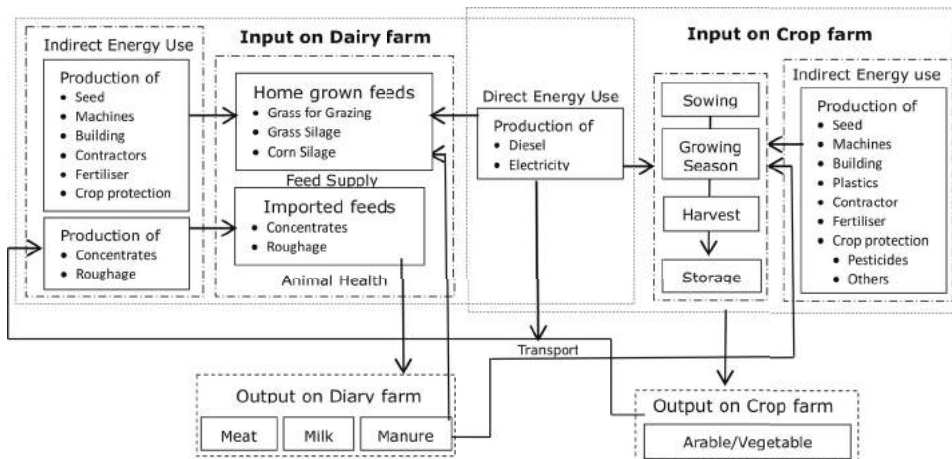 Input on Dairy farm
Indirect Energy Use
Production of
• Seed
• Machines
• Building
• Contractors
• Fertiliser
• Crop protection
Production of
• Concentrates
• Roughage
Home grown feeds
• Grass for Grazing
• Grass Silage
• Corn Silage
Feed Supply
Imported feeds
• Concentrates
• Roughage
Animal Health
Direct Energy Use
Production of
• Diesel
• Electricity
Input on Crop farm
Sowing
Growing
Season
Harvest
Storage
Indirect Energy use
Production of
• Seed
• Machines
• Building
• Plastics
• Contractor
• Fertiliser
• Crop protection
• Pesticides
• Others
Transport
Output on Diary farm
Meat
Milk
Manure
Output on Crop farm
Arable/Vegetable